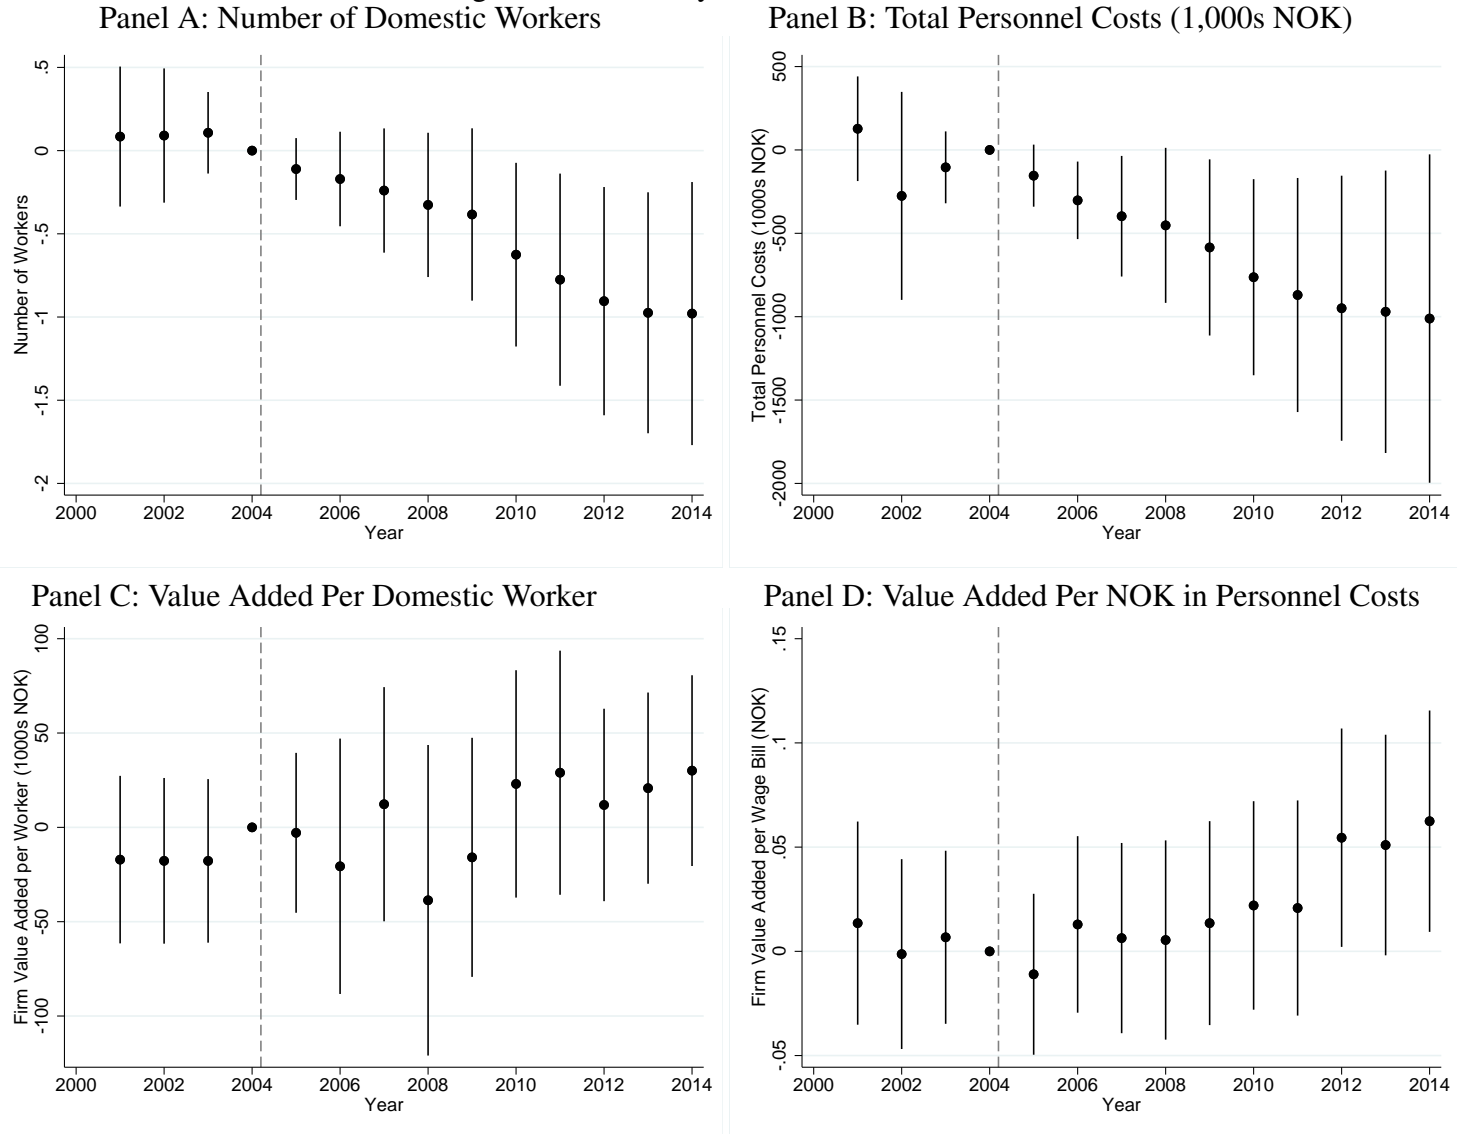 Panel A: Number of Domestic Workers
Number of Workers
.5
0
-.5
-1
-1.5
-2
2000 2002 2004 2006 2008 2010 2012 2014
Year
Panel B: Total Personnel Costs (1,000s NOK)
Total Personnel Costs (1000s NOK)
500
0
-500
-1000
-1500
-2000
2000 2002 2004 2006 2008 2010 2012 2014
Year
Panel C: Value Added Per Domestic Worker
Firm Value Added per Worker (1000s NOK)
100
50
0
-50
-100
2000 2002 2004 2006 2008 2010 2012 2014
Year
Panel D: Value Added Per NOK in Personnel Costs
Firm Value Added per Wage Bill (NOK)
.15
.1
.05
0
-.05
2000 2002 2004 2006 2008 2010 2012 2014
Year